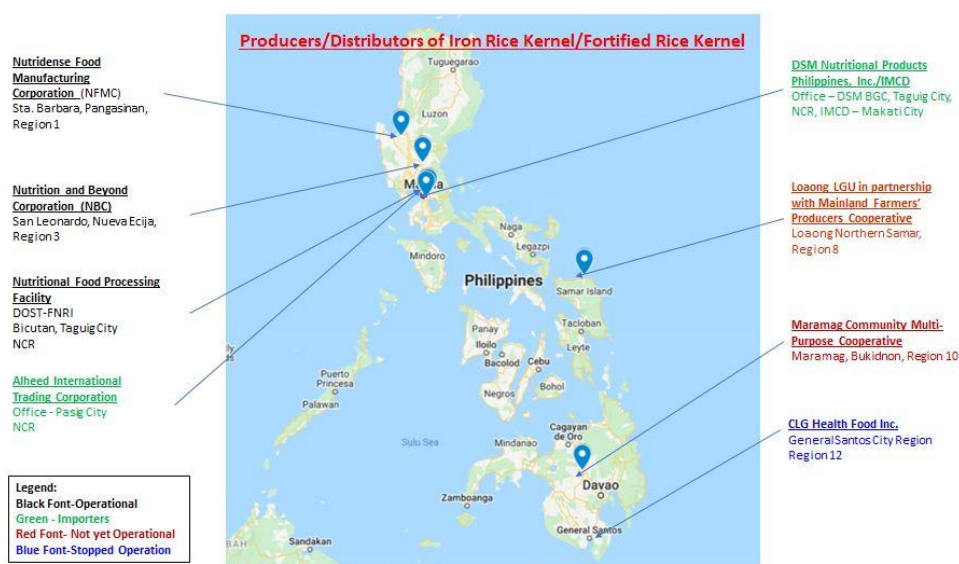 Producers/Distributors of Iron Rice Kernel/Fortified Rice Kernel
Nutridense Food
Manufacturing
Corporation (NFMC)
Sta. Barbara, Pangasinan,
Region 1
Nutrition and Beyond
Corporation (NBC)
San Leonardo, Nueva Ecija,
Region 3
Nutritional Food Processing
Facility
DOST-FNRI
Bicutan, Taguig City
NCR
Alheed International
Trading Corporation
Office - Pasig City
NCR
Legend:
Black Font-Operational
Green - Importers
Red Font- Not yet Operational
Blue Font-Stopped Operation
Tuguegarao
Luzon
Naga
Legazpi
Mindoro
Philippines
Samar Island
Panay
Tacloban
Iloilo
Leyte
Bacolod
Cebu
Puerto
Princesa
Negros
Bohol
Palawan
Cagayan
de Oro
Sulu Sea
Mindanao
Davao
Zamboanga
General Santos
Sandakan
BAH
DSM Nutritional Products
Philippines, Inc./IMCD
Office – DSM BGC, Taguig City,
NCR, IMCD – Makati City
Loaong LGU in partnership
with Mainland Farmers'
Producers Cooperative
Loaong Northern Samar,
Region 8
Maramag Community Multi-
Purpose Cooperative
Maramag, Bukidnon, Region 10
CLG Health Food Inc.
General Santos City Region
Region 12